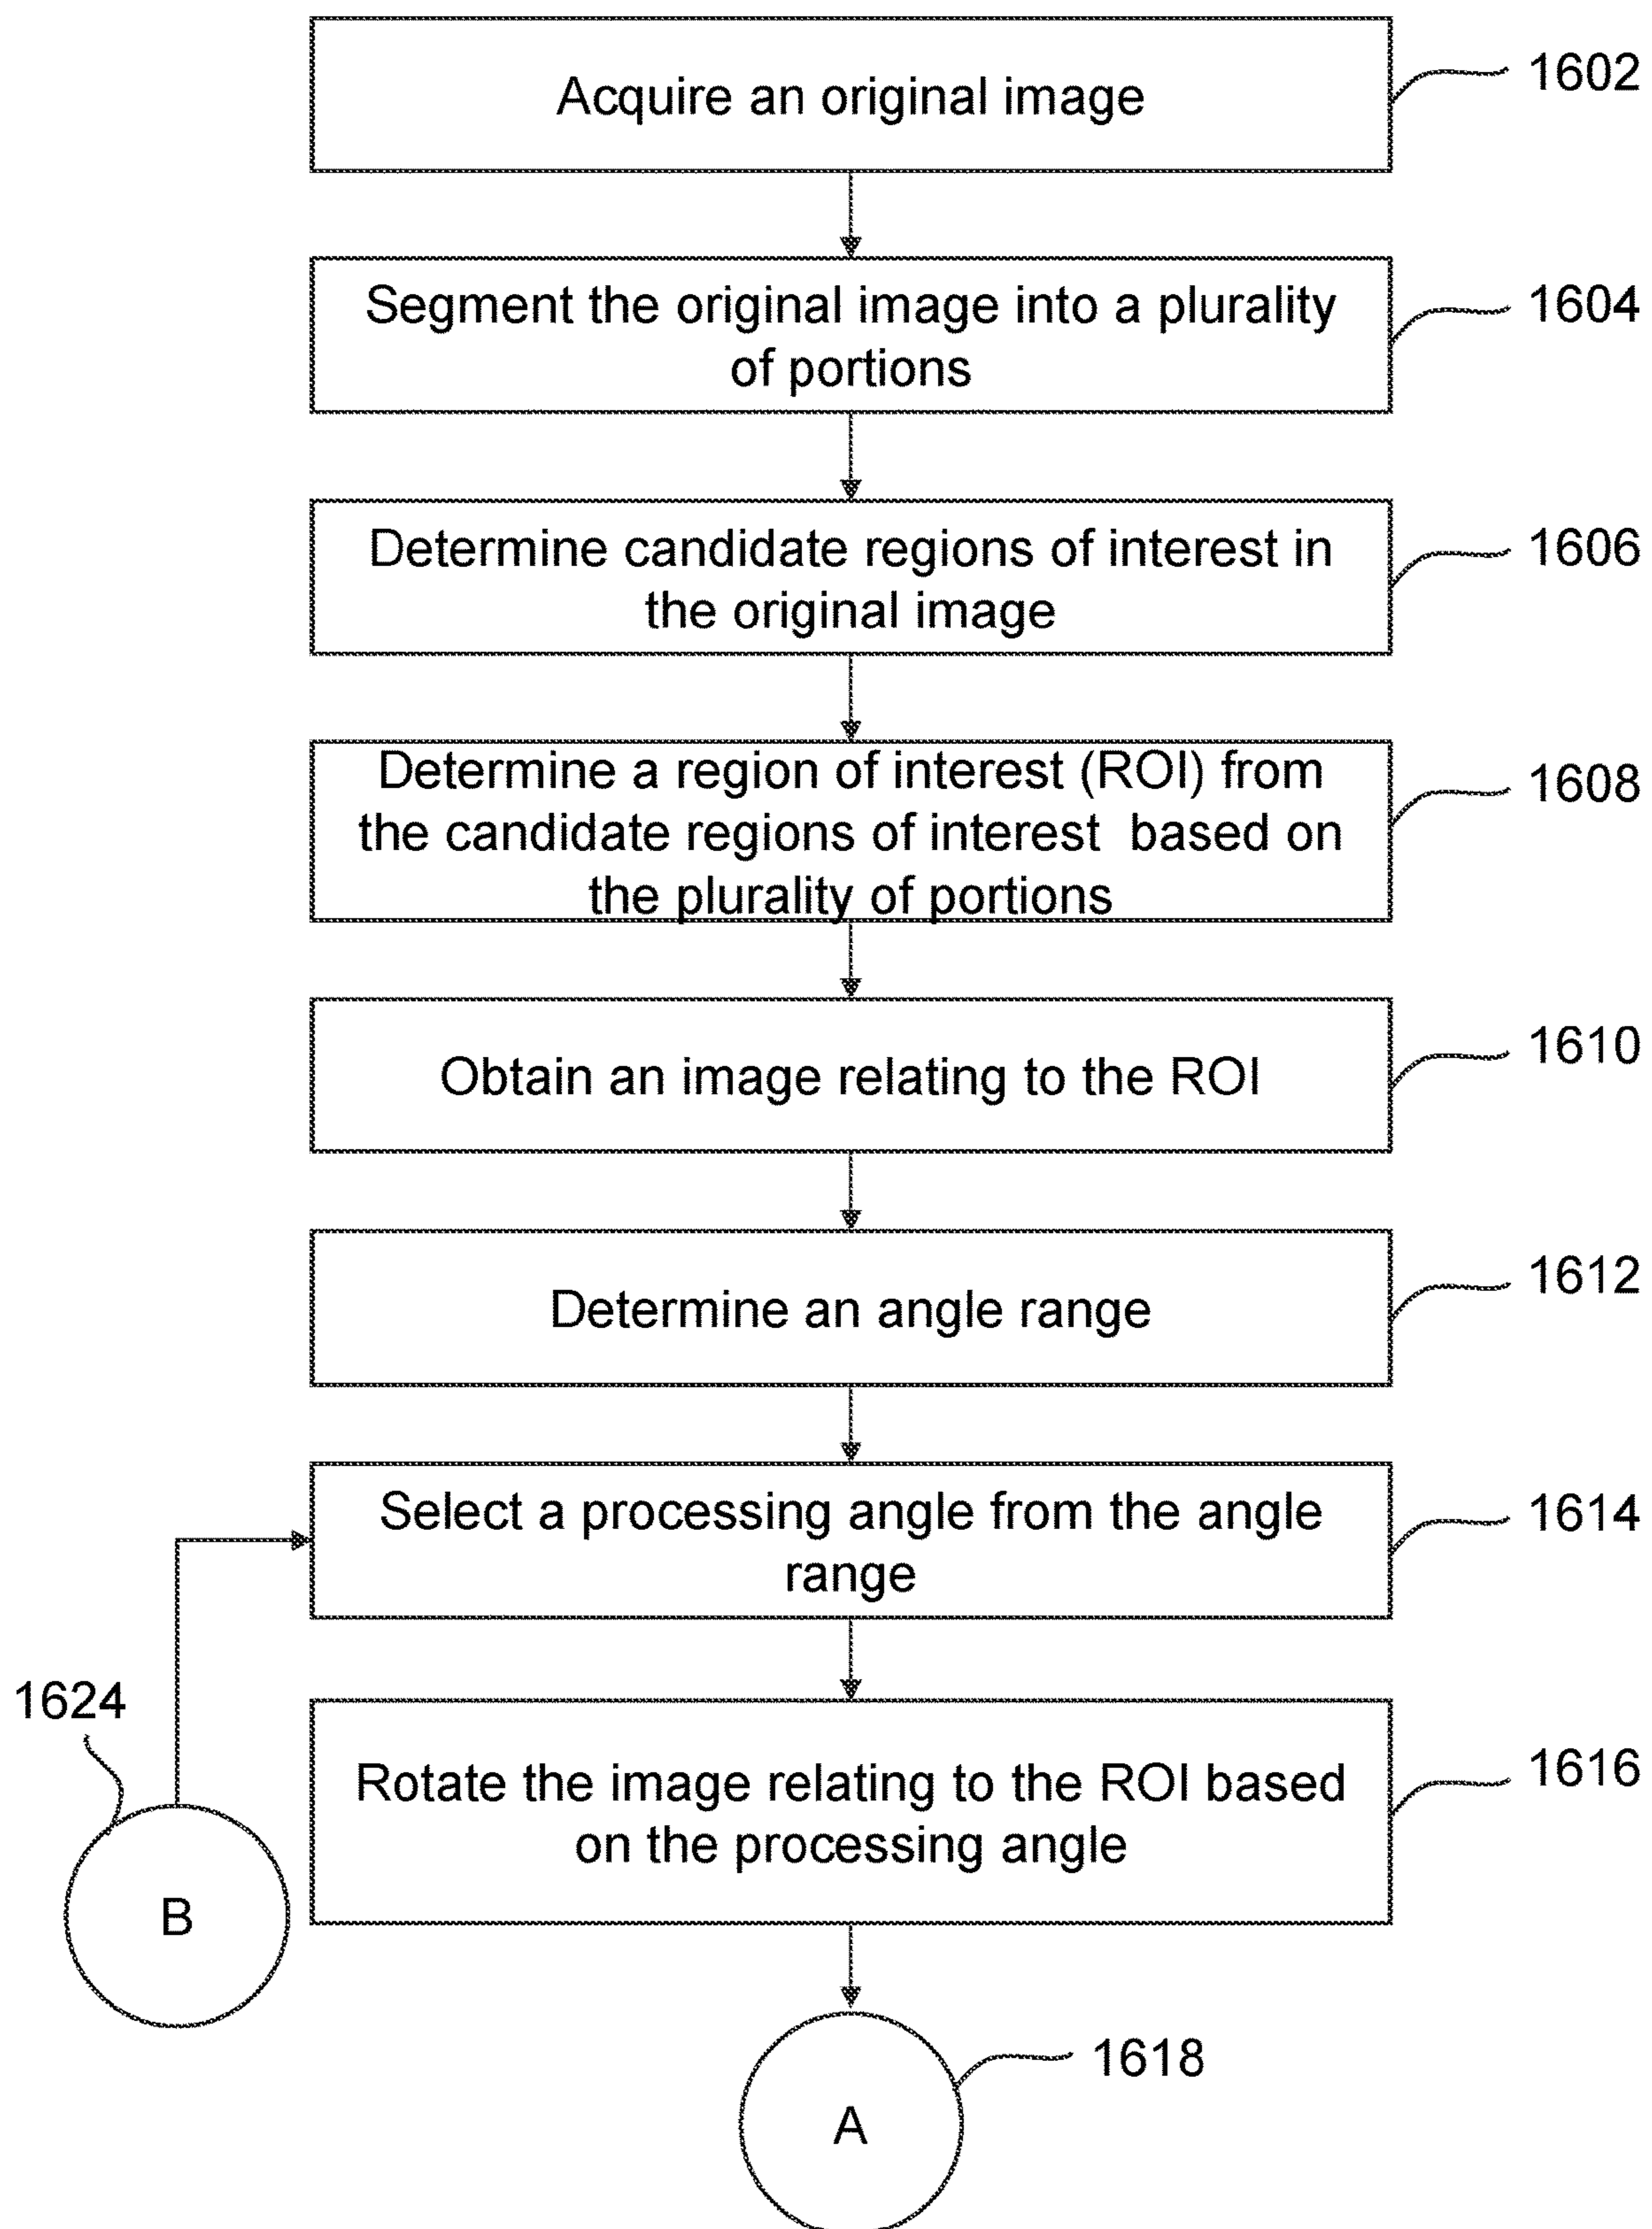 Acquire an original image
1602
Segment the original image into a plurality
of portions
1604
Determine candidate regions of interest in
the original image
1606
Determine a region of interest (ROI) from
the candidate regions of interest based on
the plurality of portions
1608
Obtain an image relating to the ROI
1610
Determine an angle range
1612
Select a processing angle from the angle
range
1614
1624
B
Rotate the image relating to the ROI based
on the processing angle
1616
1618
A